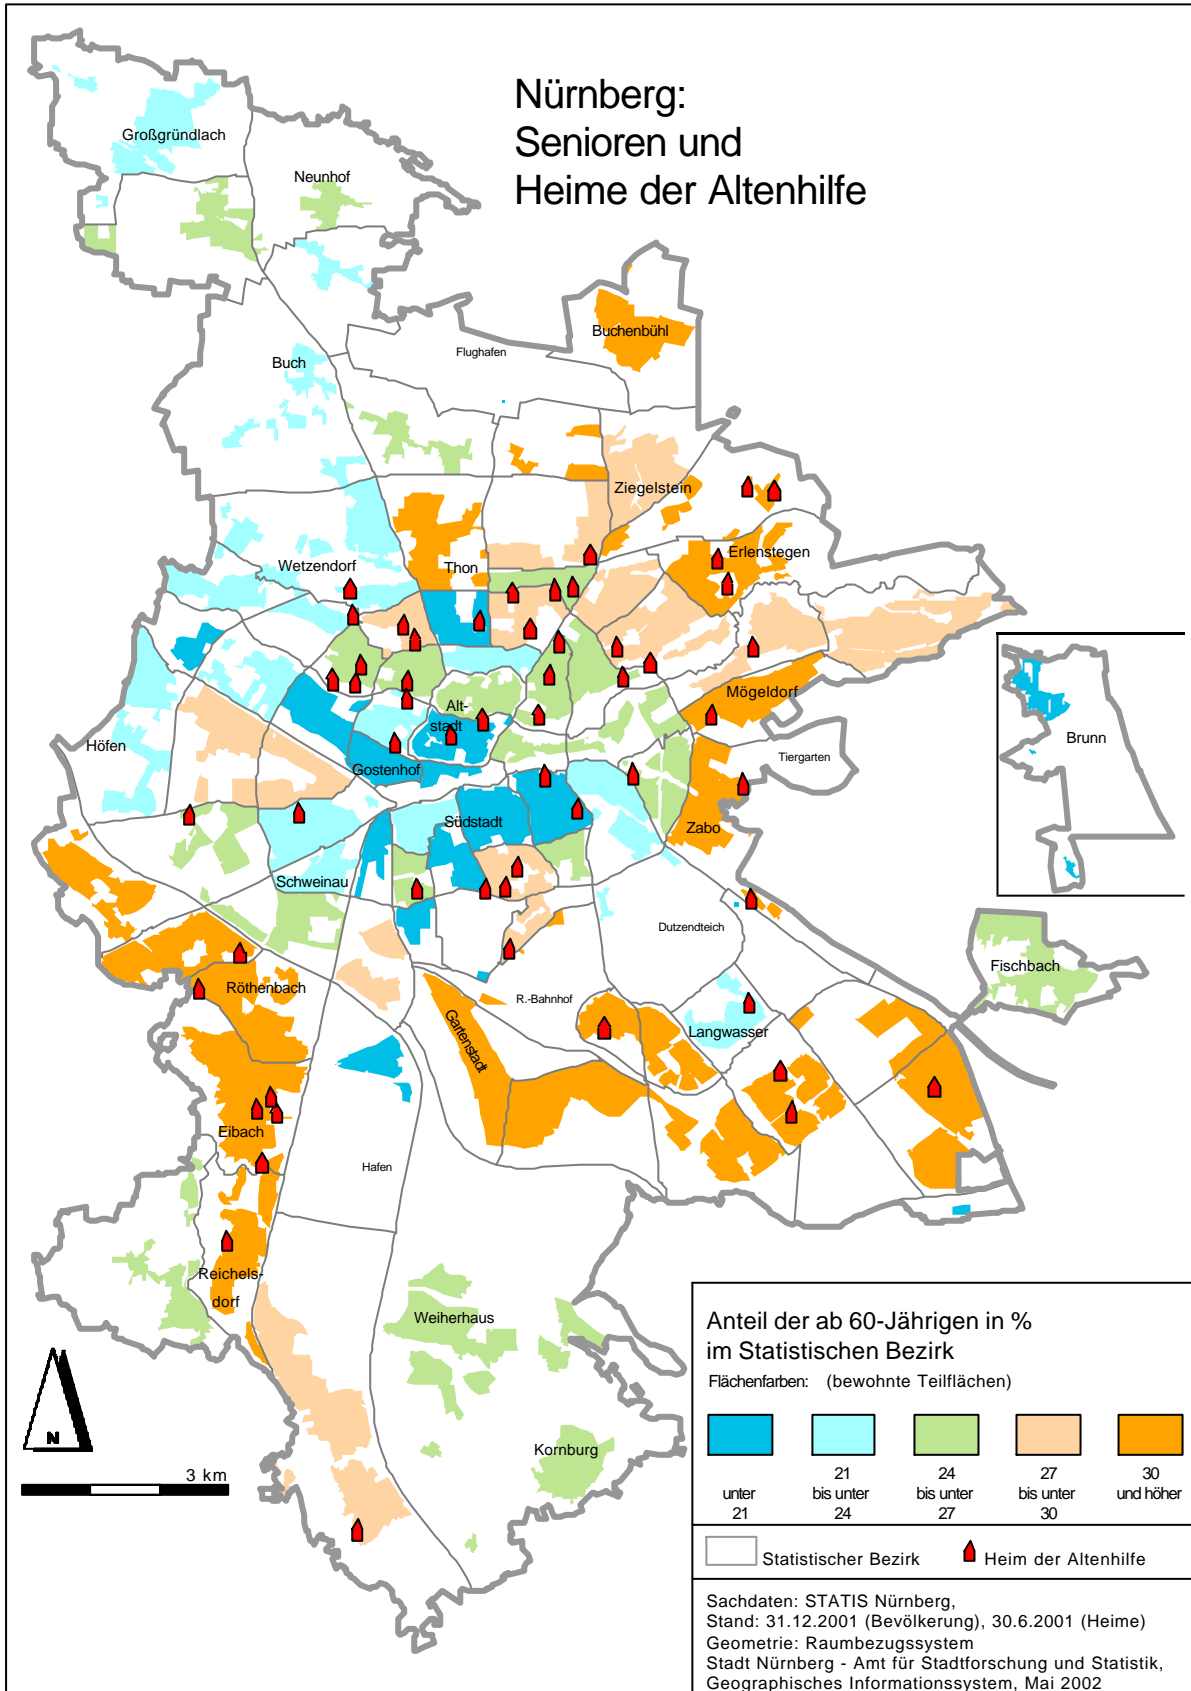 Nürnberg:
Senioren und
Heime der Altenhilfe
Großgründlach
Neunhof
Buchenbühl
Flughafen
Buch
Ziegelstein
Erlenstegen
Wetzendorf
Thon
Mögeldorf
Alt-
stadt
Höfen
Gostenhof
Tiergarten
Brunn
Südstadt
Zabo
Schweinau
Dutzendteich
Fischbach
Röthenbach
R.-Bahnhof
Langwasser
Gartenstadt
Eibach
Hafen
Reichels-
dorf
Weiherhaus
Kornburg
N
3 km
Anteil der ab 60-Jährigen in %
im Statistischen Bezirk
Flächenfarben: (bewohnte Teilflächen)
21 24 27 30
unter bis unter bis unter bis unter und höher
21 24 27 30
Statistischer Bezirk Heim der Altenhilfe
Sachdaten: STATIS Nürnberg,
Stand: 31.12.2001 (Bevölkerung), 30.6.2001 (Heime)
Geometrie: Raumbezugssystem
Stadt Nürnberg - Amt für Stadtforschung und Statistik,
Geographisches Informationssystem, Mai 2002